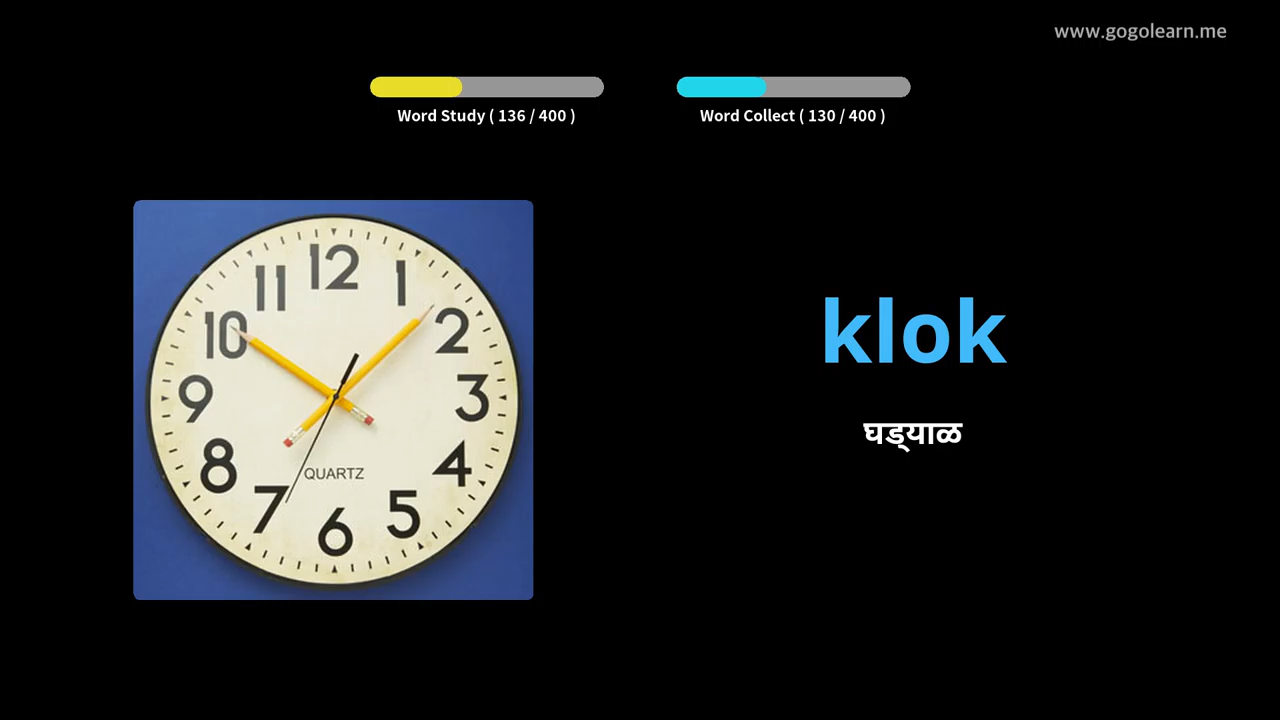 www.gogolearn.me
Word Study ( 136 / 400 )
Word Collect ( 130 / 400 )
12
11
1
10
2
9
3
8
4
QUARTZ
7
5
6
klok
घड्याळ